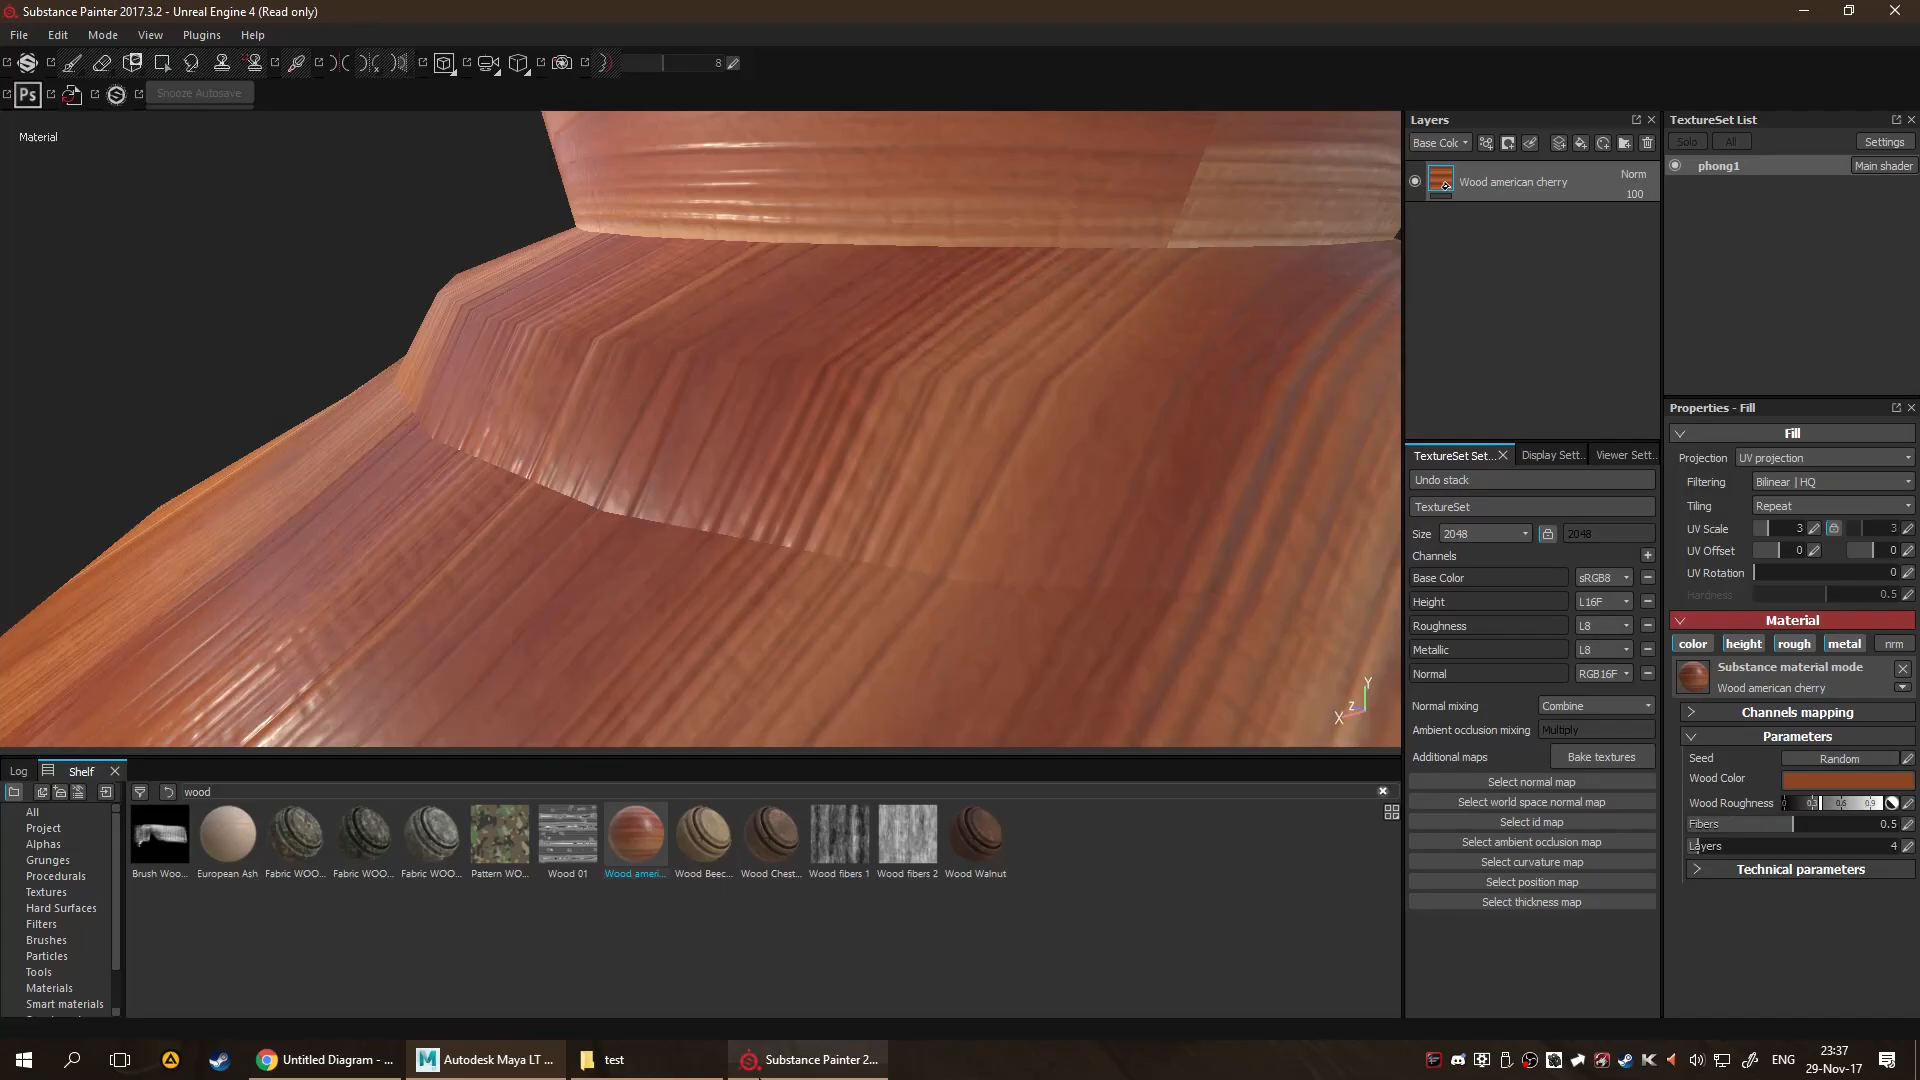 Substance Painter 2017.3.2 - Unreal Engine 4 (Read only)
File Edit Mode View Plugins Help
8
Ps Snooze Autosave
Material
Y
Z
X
Layers
Base Colc
Wood american cherry Norm
100
TextureSet List
Solo All Settings
phong1 Main shader
TextureSet Set... Display Sett... Viewer Sett...
Undo stack
TextureSet
Size 2048 2048
Channels
Base Color sRGB8
Height L16F
Roughness L8
Metallic L8
Normal RGB16F
Normal mixing Combine
Ambient occlusion mixing Multiply
Additional maps Bake textures
Select normal map
Select world space normal map
Select id map
Select ambient occlusion map
Select curvature map
Select position map
Select thickness map
Properties - Fill
Fill
Projection UV projection
Filtering Bilinear | HQ
Tiling Repeat
UV Scale 3 3
UV Offset 0 0
UV Rotation 0
Hardness 0.5
Material
color height rough metal nrm
Substance material mode
Wood american cherry
Channels mapping
Parameters
Seed Random
Wood Color
Wood Roughness 0 0.3 0.6 0.9
Fibers 0.5
Layers 4
Technical parameters
Log Shelf
wood
All
Project
Alphas
Grunges
Procedurals
Textures
Hard Surfaces
Filters
Brushes
Particles
Tools
Materials
Smart materials
Brush Woo... European Ash Fabric WOO... Fabric WOO... Fabric WOO... Pattern WO... Wood 01 Wood ameri... Wood Beec... Wood Chest... Wood fibers 1 Wood fibers 2 Wood Walnut
Untitled Diagram - ... Autodesk Maya LT ... test Substance Painter 2...
ENG 23:37
29-Nov-17